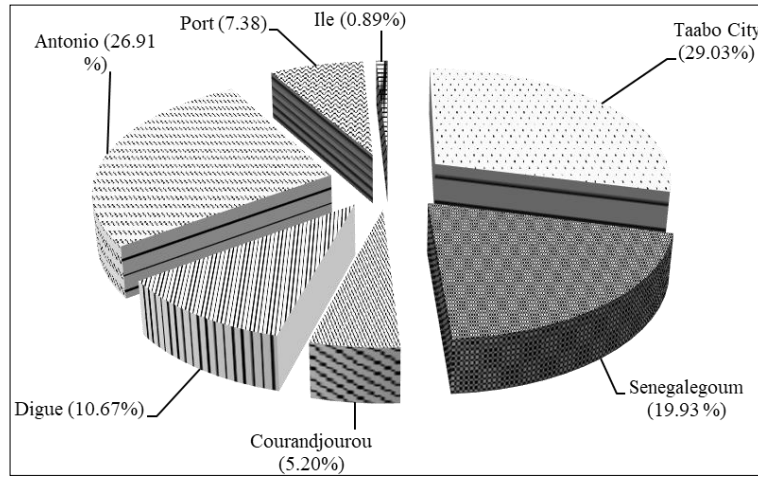 Port (7.38)
Ile (0.89%)
Antonio (26.91
%)
Taabo City
(29.03%)
Digue (10.67%)
Courandjourou
(5.20%)
Senegalegoum
(19.93 %)